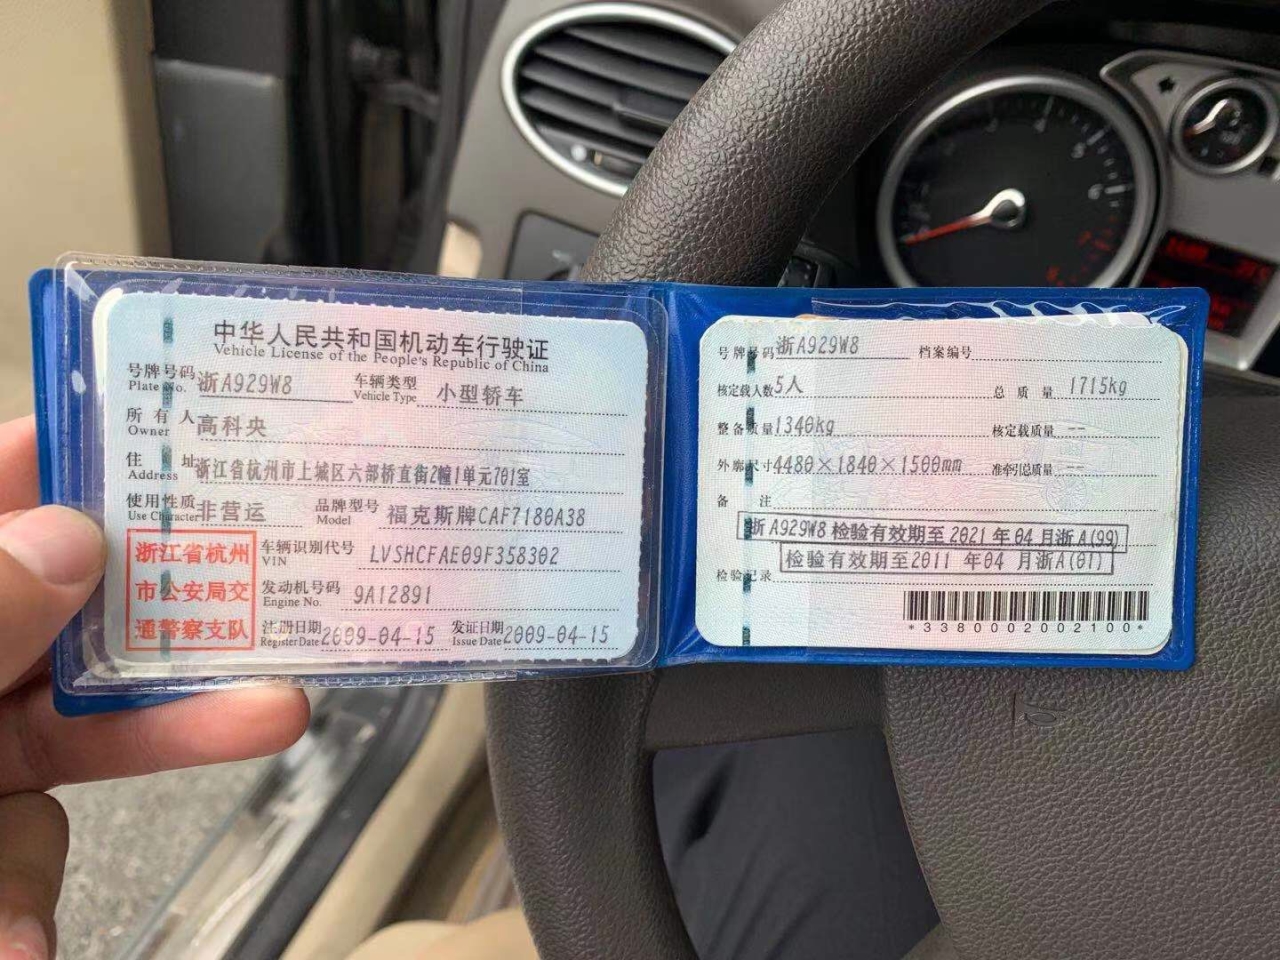 中华人民共和国机动车行驶证
Vehicle License of the People's Republic of China
号牌号码 浙A929W8 车辆类型 小型轿车
Plate No. Vehicle Type
所有人 高科央
Owner
住址 浙江省杭州市上城区六部桥直街2幢1单元701室
Address
使用性质 非营运 品牌型号 福克斯牌CAF7180A38
Use Character Model
浙江省杭州
市公安局交
通警察支队
车辆识别代号 LVSHCFAE09F358302
VIN
发动机号码 9A12891
Engine No.
注册日期 2009-04-15 发证日期 2009-04-15
Register Date Issue Date
号牌号码 浙A929W8 档案编号
核定载人数 5人 总质量 1715kg
整备质量 1340kg 核定载质量 --
外廓尺寸 4480×1840×1500mm 准牵引总质量 --
备注
浙A929W8 检验有效期至 2021 年 04 月浙A(99)
检验有效期至2011 年04 月浙A(01)
检验记录
*3380002002100*